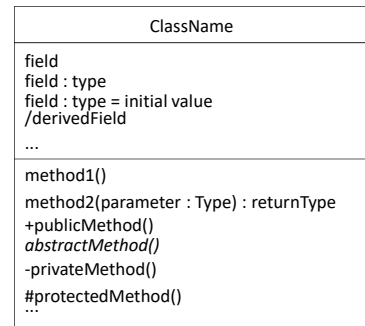 ClassName
field
field : type
field : type = initial value
/derivedField
...
method1()
method2(parameter : Type) : returnType
+publicMethod()
abstractMethod()
-privateMethod()
#protectedMethod()
...